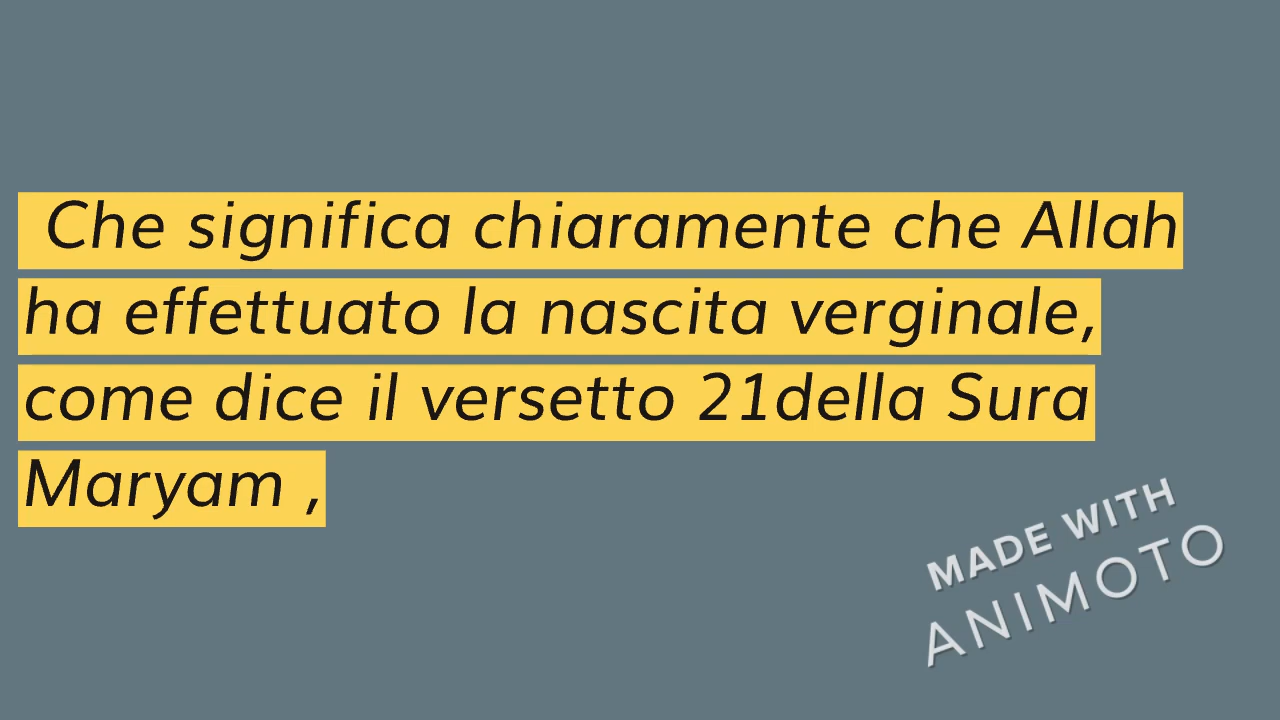 Che significa chiaramente che Allah
ha effettuato la nascita verginale,
come dice il versetto 21della Sura
Maryam ,
MADE WITH
ANIMOTO